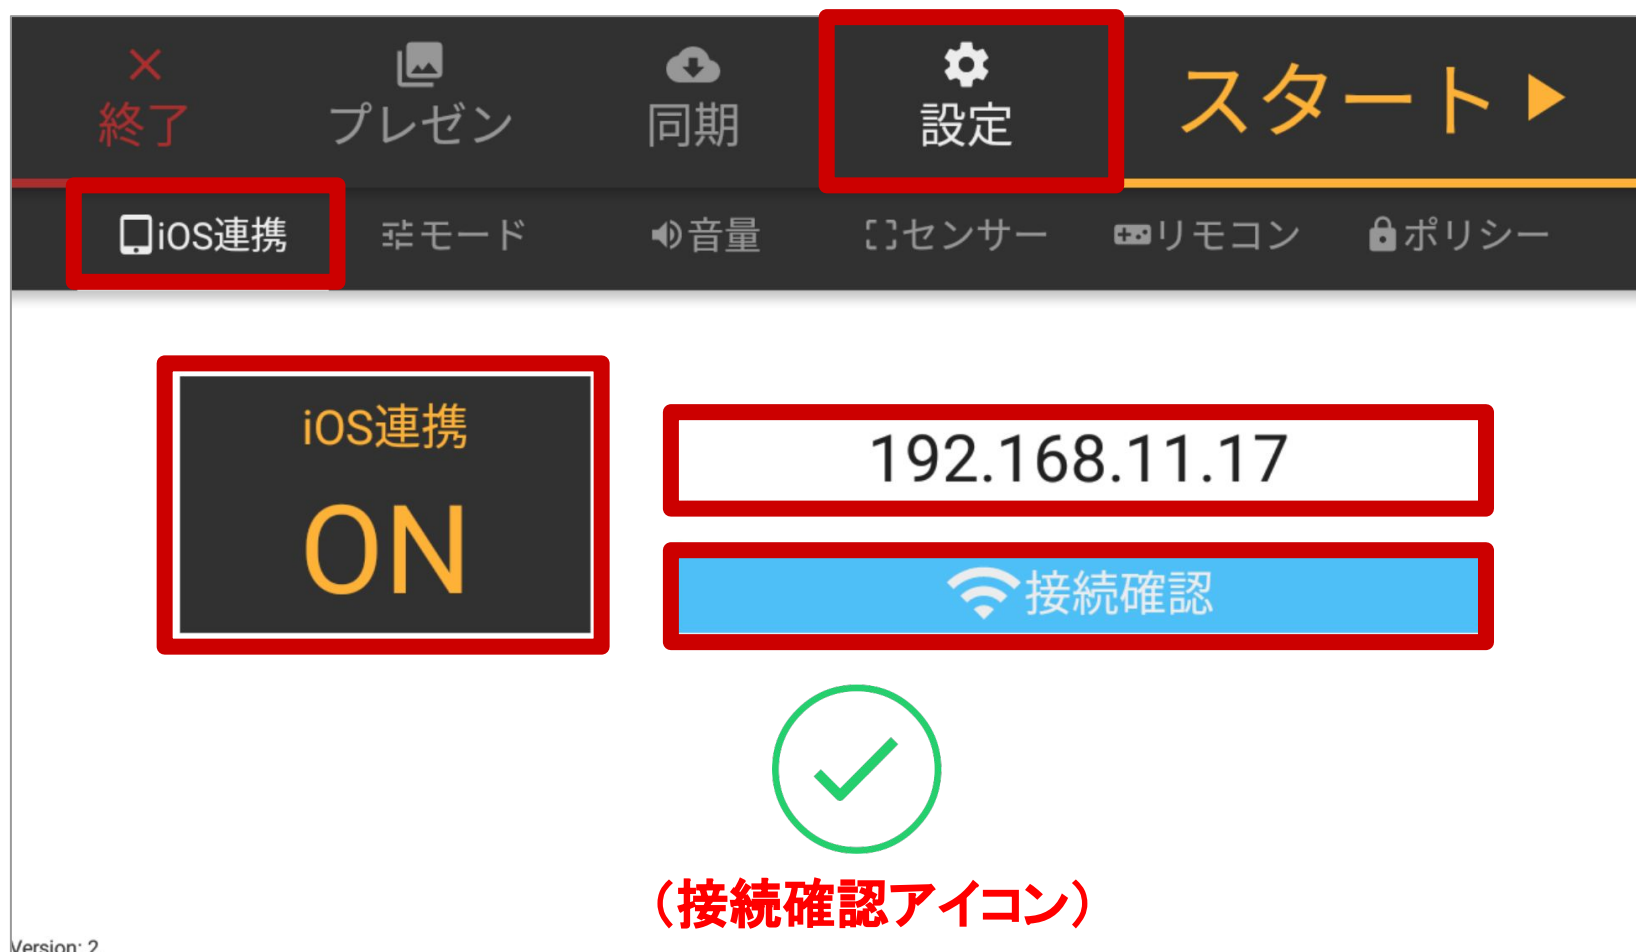 終了
プレゼン
同期
設定
スタート
iOS連携
モード
音量
センサー
リモコン
ポリシー
iOS連携
ON
192.168.11.17
接続確認
（接続確認アイコン）
Version: 2